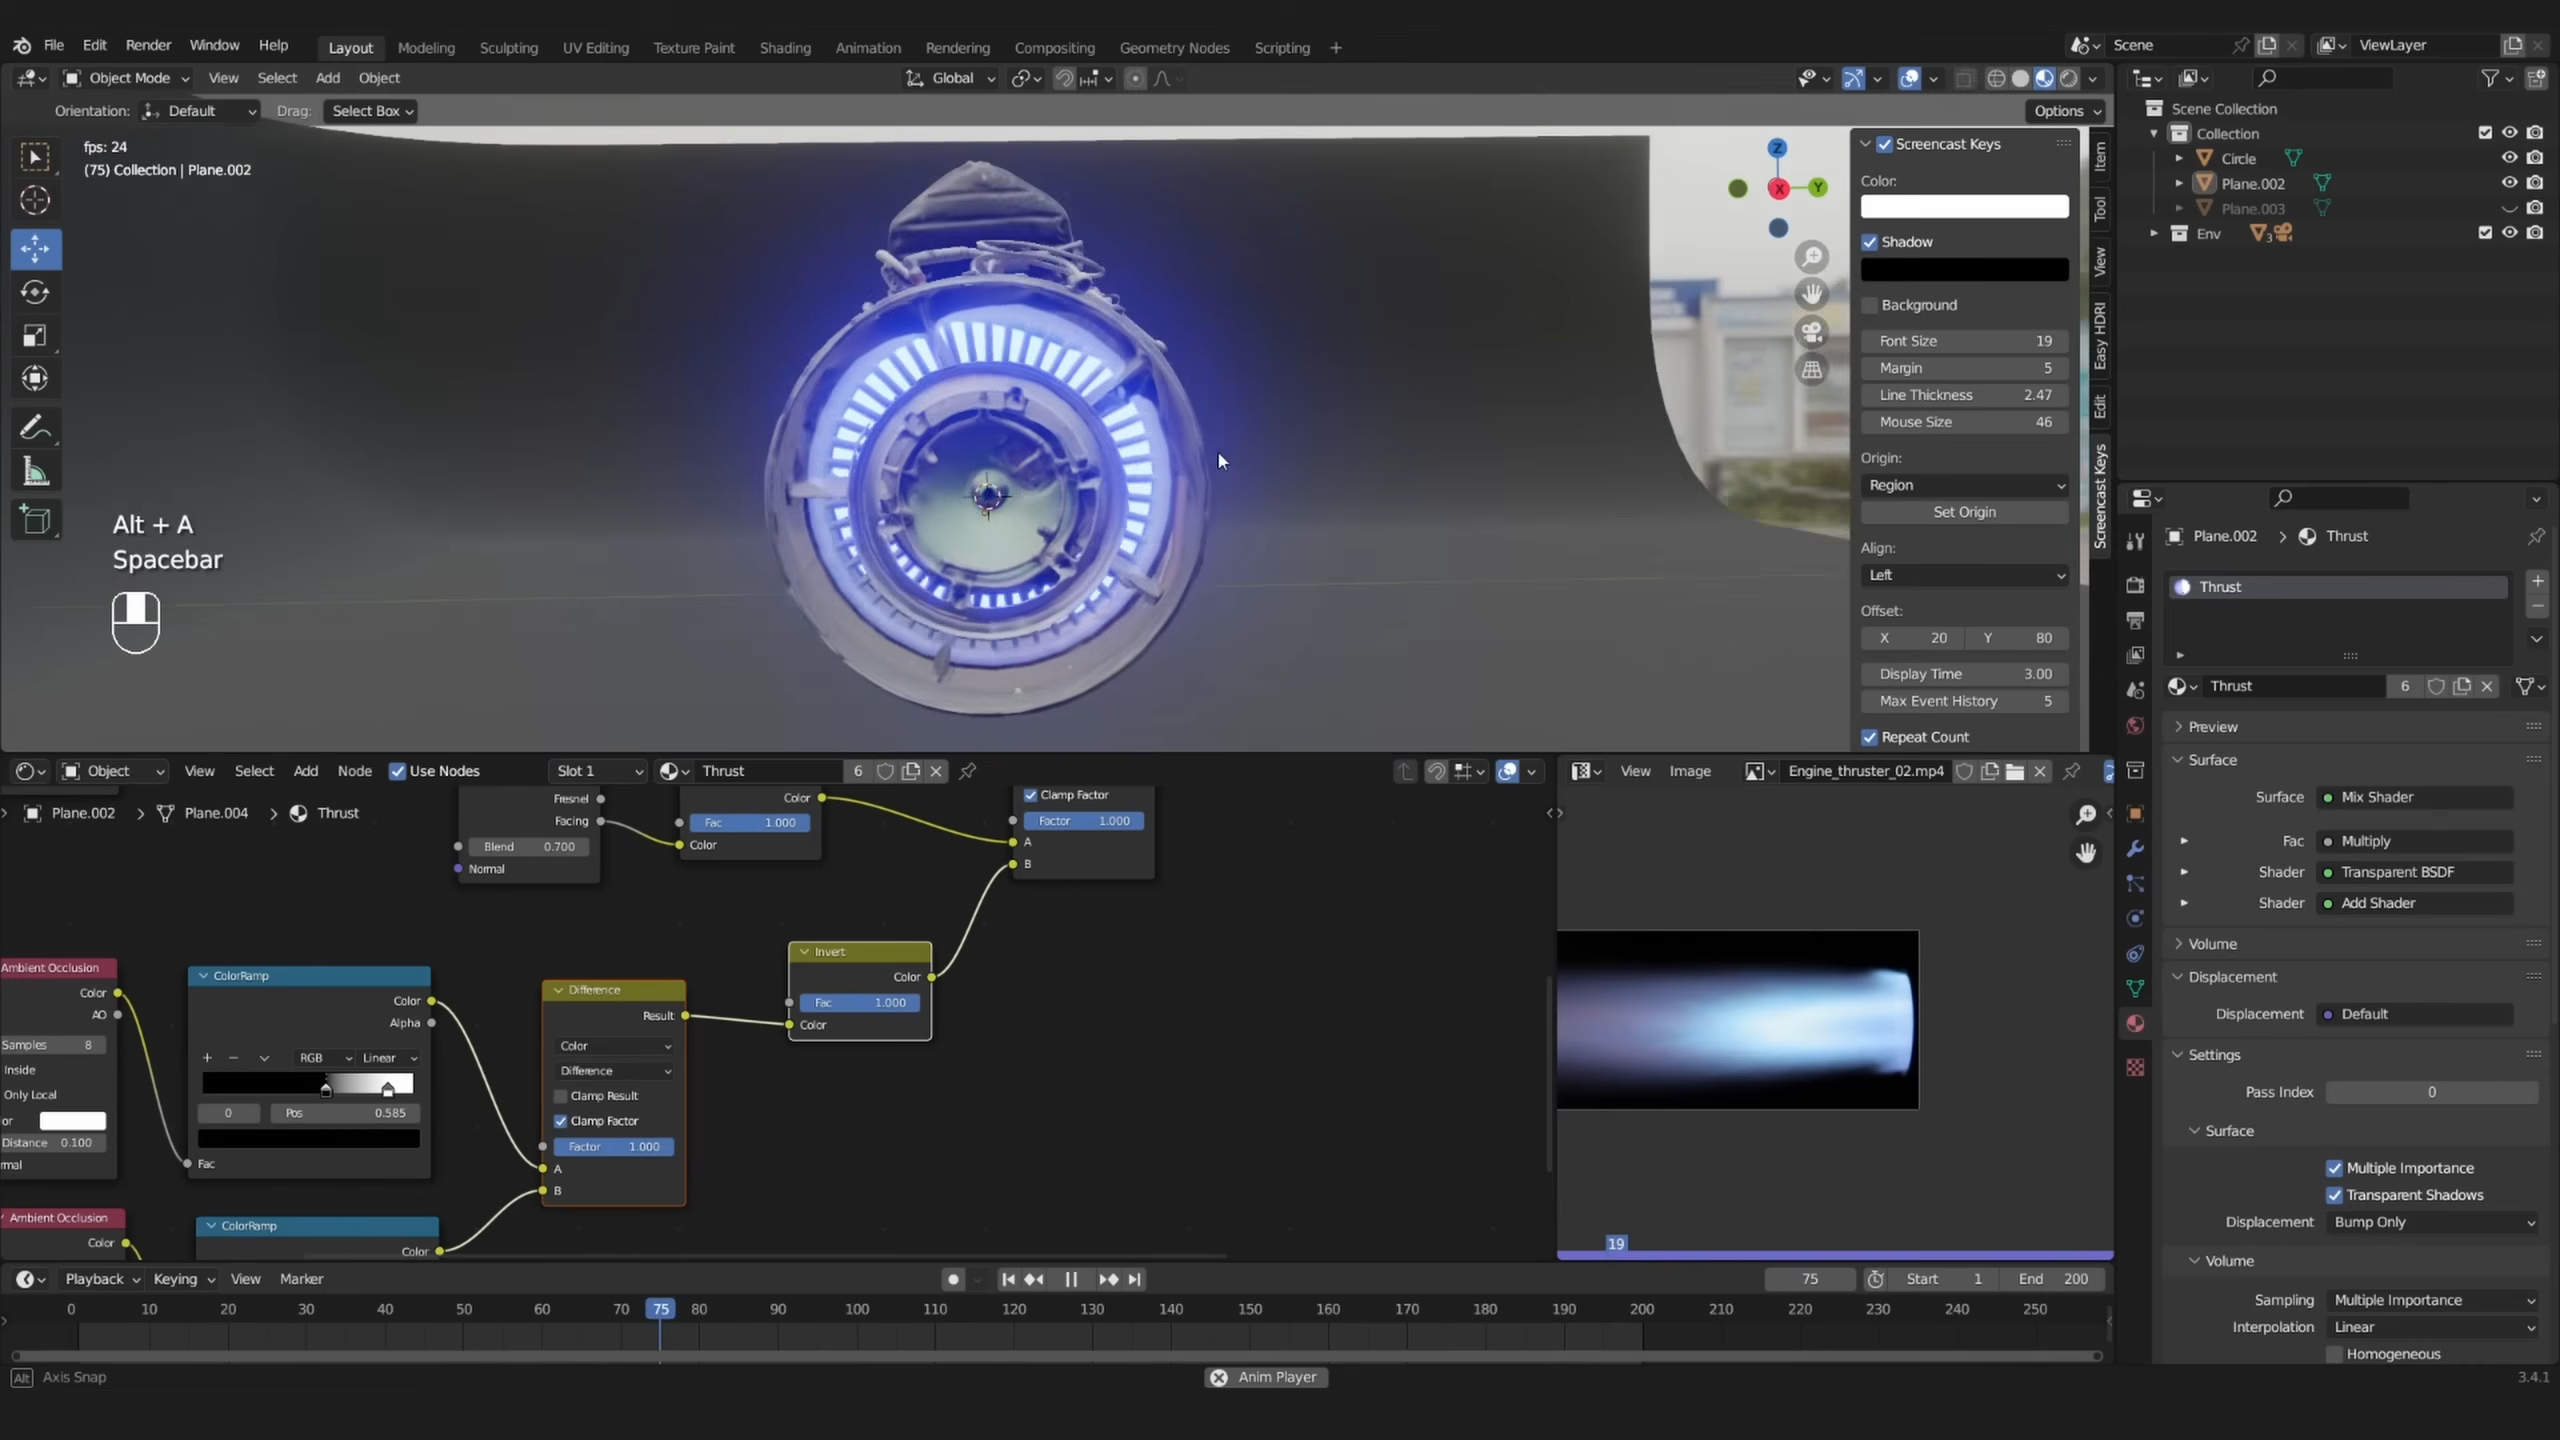 File Edit Render Window Help Layout Modeling Sculpting UV Editing Texture Paint Shading Animation Rendering Compositing Geometry Nodes Scripting + Scene ViewLayer
Object Mode View Select Add Object Global
Orientation: Default Drag: Select Box Options
fps: 24
(75) Collection | Plane.002
Alt + A
Spacebar
Z
X
Y
Screencast Keys
Color:
Shadow
Background
Font Size 19
Margin 5
Line Thickness 2.47
Mouse Size 46
Origin:
Region
Set Origin
Align:
Left
Offset:
X 20 Y 80
Display Time 3.00
Max Event History 5
Repeat Count
Item
Tool
View
Easy HDRI
Edit
Screencast Keys
Scene Collection
Collection
Circle
Plane.002
Plane.003
Env 3
Plane.002 > Thrust
Thrust
Thrust 6
Preview
Surface
Surface Mix Shader
Fac Multiply
Shader Transparent BSDF
Shader Add Shader
Volume
Displacement
Displacement Default
Settings
Pass Index 0
Surface
Multiple Importance
Transparent Shadows
Displacement Bump Only
Volume
Sampling Multiple Importance
Interpolation Linear
Homogeneous
Object View Select Add Node Use Nodes Slot 1 Thrust 6
Plane.002 > Plane.004 > Thrust
Fresnel
Facing
Blend 0.700
Normal
Color
Fac 1.000
Color
Clamp Factor
Factor 1.000
A
B
Invert
Color
Fac 1.000
Color
Ambient Occlusion
Color
AO
Samples 8
Inside
Only Local
or
Distance 0.100
mal
ColorRamp
Color
Alpha
+ − RGB Linear
0 Pos 0.585
Fac
Difference
Result
Color
Difference
Clamp Result
Clamp Factor
Factor 1.000
A
B
Ambient Occlusion
Color
ColorRamp
Color
View Image Engine_thruster_02.mp4
19
Playback Keying View Marker 75 Start 1 End 200
0 10 20 30 40 50 60 70 75 80 90 100 110 120 130 140 150 160 170 180 190 200 210 220 230 240 250
Alt Axis Snap Anim Player 3.4.1